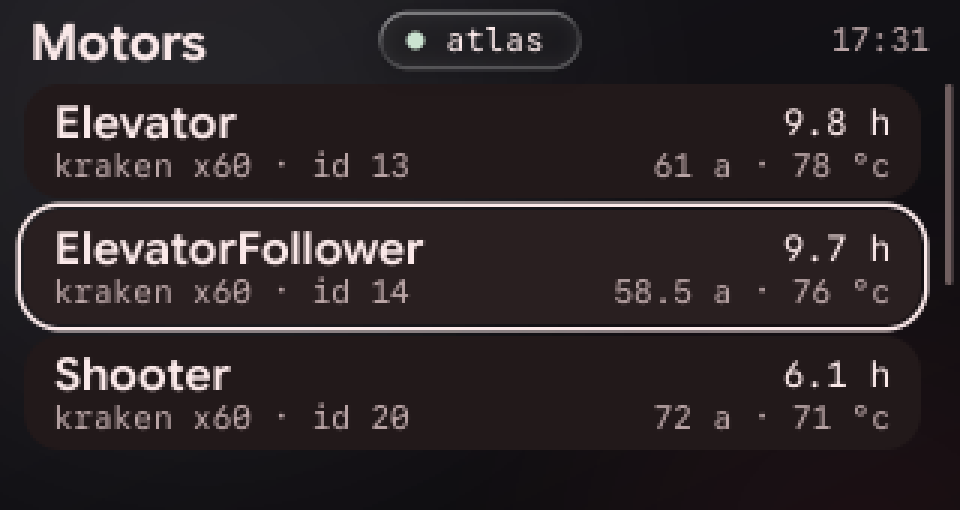 Motors
atlas
17:31
Elevator
9.8 h
kraken x60 · id 13
61 a · 78 °c
ElevatorFollower
9.7 h
kraken x60 · id 14
58.5 a · 76 °c
Shooter
6.1 h
kraken x60 · id 20
72 a · 71 °c